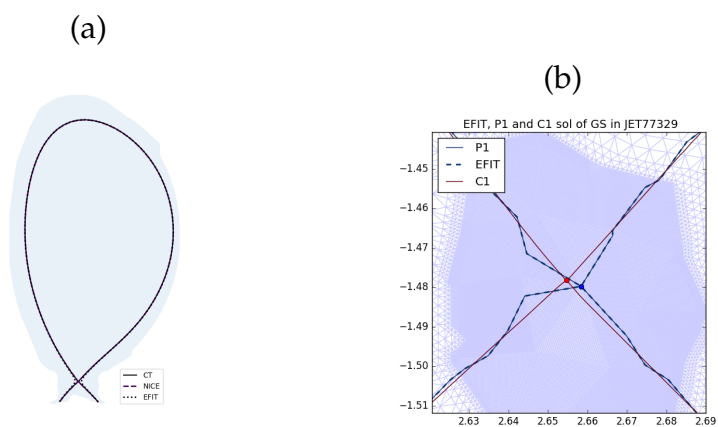 (a)
CT
NICE
EFIT
(b)
EFIT, P1 and C1 sol of GS in JET77329
P1
EFIT
C1
−1.45
−1.46
−1.47
−1.48
−1.49
−1.50
−1.51
2.63 2.64 2.65 2.66 2.67 2.68 2.69